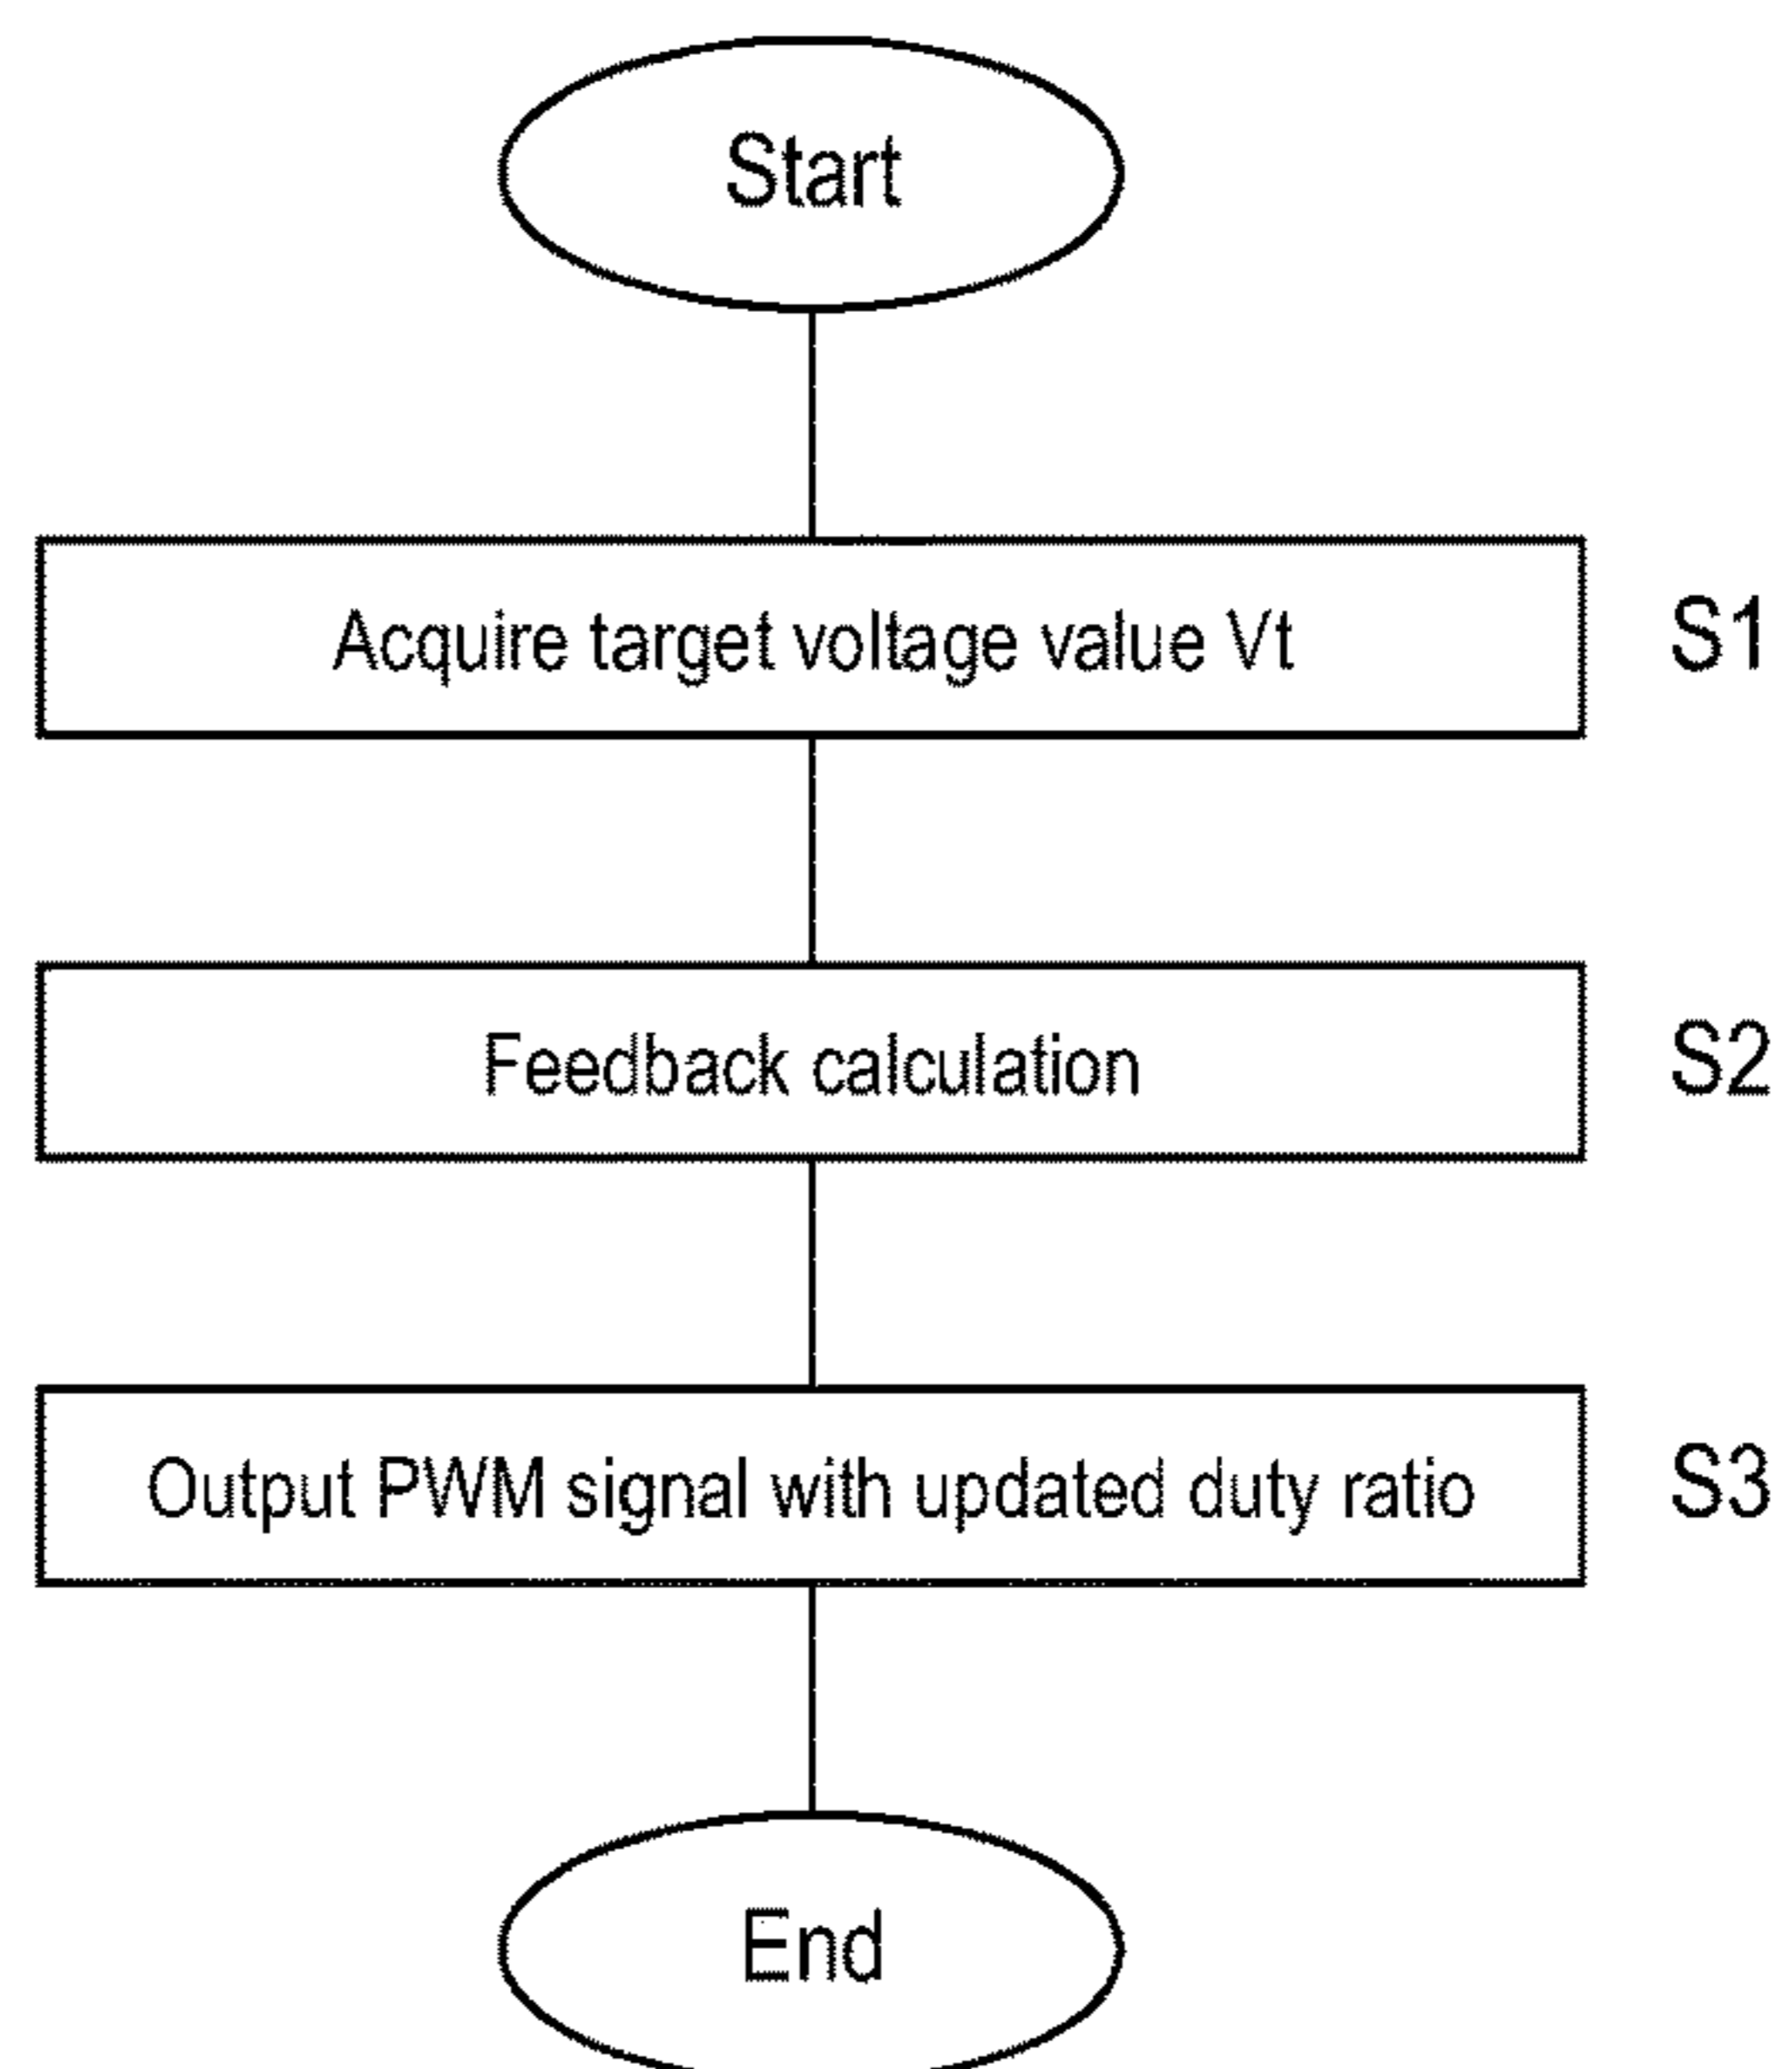 Start
Acquire target voltage value Vt
S1
Feedback calculation
S2
Output PWM signal with updated duty ratio
S3
End